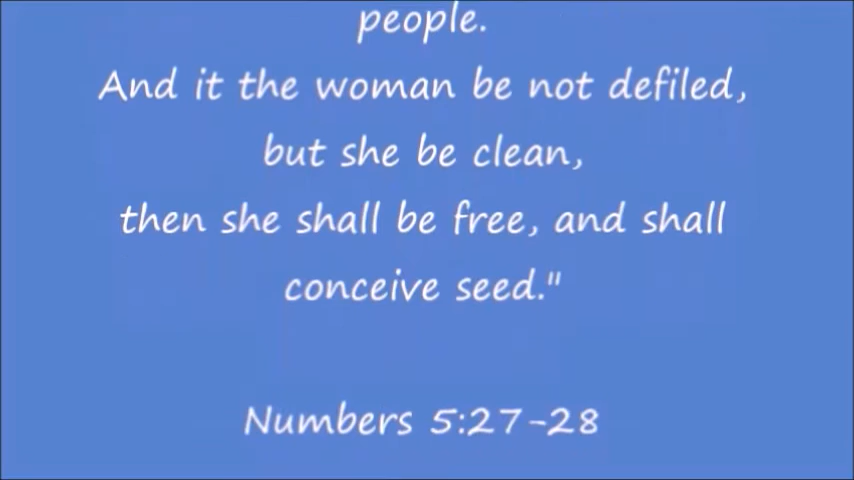 people.
And it the woman be not defiled,
but she be clean,
then she shall be free, and shall
conceive seed."
Numbers 5:27-28